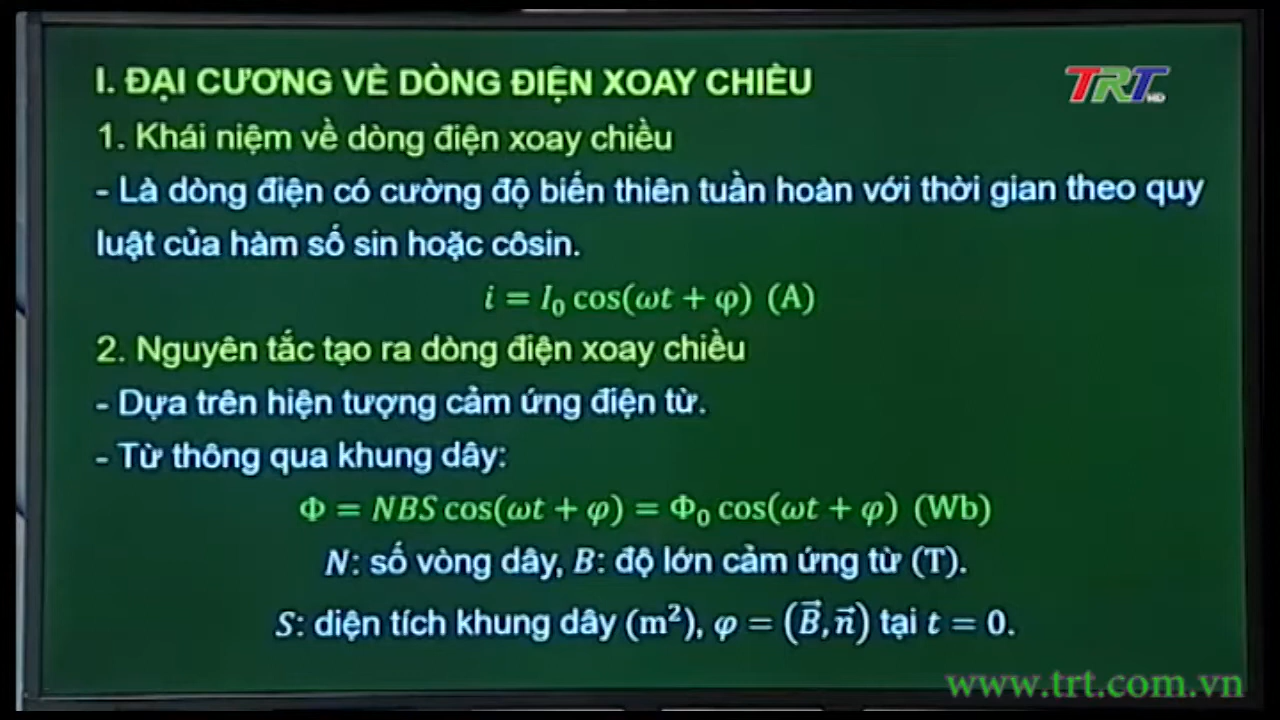 I. ĐẠI CƯƠNG VỀ DÒNG ĐIỆN XOAY CHIỀU
TRT HD
1. Khái niệm về dòng điện xoay chiều
- Là dòng điện có cường độ biến thiên tuần hoàn với thời gian theo quy
luật của hàm số sin hoặc côsin.
i = I₀ cos(ωt + φ) (A)
2. Nguyên tắc tạo ra dòng điện xoay chiều
- Dựa trên hiện tượng cảm ứng điện từ.
- Từ thông qua khung dây:
Φ = NBS cos(ωt + φ) = Φ₀ cos(ωt + φ) (Wb)
N: số vòng dây, B: độ lớn cảm ứng từ (T).
S: diện tích khung dây (m²), φ = (B⃗, n⃗) tại t = 0.
www.trt.com.vn